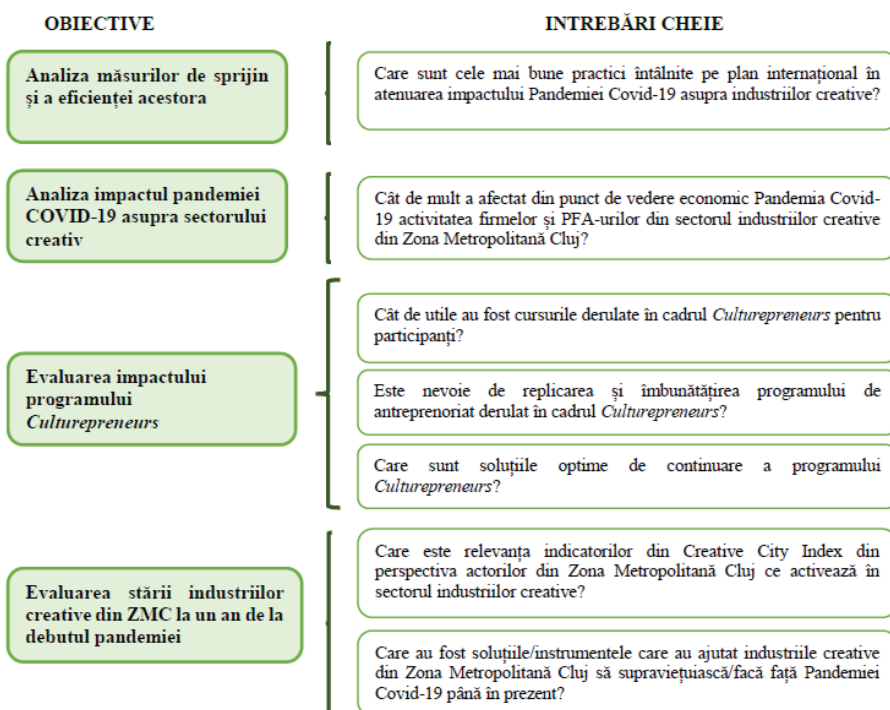 OBIECTIVE
INTREBĂRI CHEIE
Analiza măsurilor de sprijin
și a eficienței acestora
Care sunt cele mai bune practici întâlnite pe plan internațional în
atenuarea impactului Pandemiei Covid-19 asupra industriilor creative?
Analiza impactul pandemiei
COVID-19 asupra sectorului
creativ
Cât de mult a afectat din punct de vedere economic Pandemia Covid-
19 activitatea firmelor și PFA-urilor din sectorul industriilor creative
din Zona Metropolitană Cluj?
Evaluarea impactului
programului
Culturepreneurs
Cât de utile au fost cursurile derulate în cadrul Culturepreneurs pentru
participanți?
Este nevoie de replicarea și îmbunătățirea programului de
antreprenoriat derulat în cadrul Culturepreneurs?
Care sunt soluțiile optime de continuare a programului
Culturepreneurs?
Evaluarea stării industriilor
creative din ZMC la un an de la
debutul pandemiei
Care este relevanța indicatorilor din Creative City Index din
perspectiva actorilor din Zona Metropolitană Cluj ce activează în
sectorul industriilor creative?
Care au fost soluțiile/instrumentele care au ajutat industriile creative
din Zona Metropolitană Cluj să supraviețuiască/facă față Pandemiei
Covid-19 până în prezent?